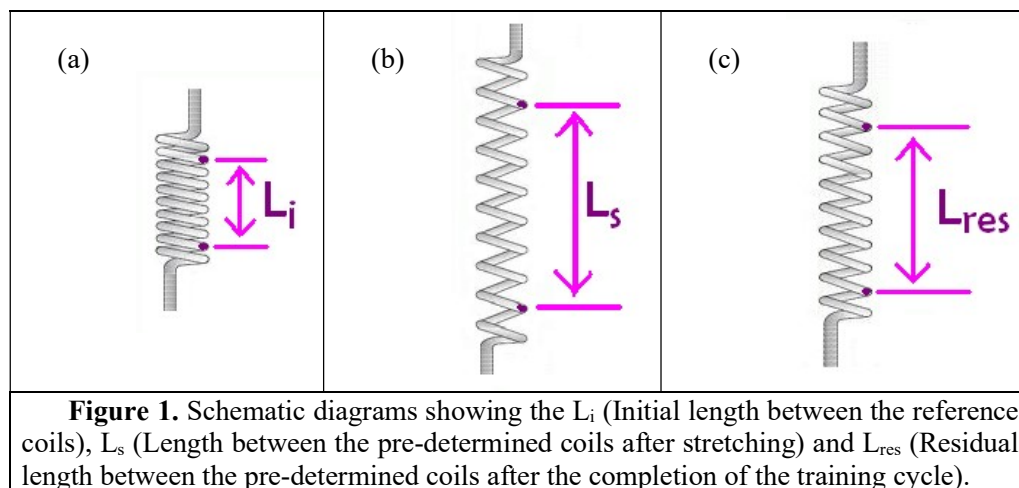 (a)
(b)
(c)
Li
Ls
Lres
Figure 1. Schematic diagrams showing the Li (Initial length between the reference
coils), Ls (Length between the pre-determined coils after stretching) and Lres (Residual
length between the pre-determined coils after the completion of the training cycle).